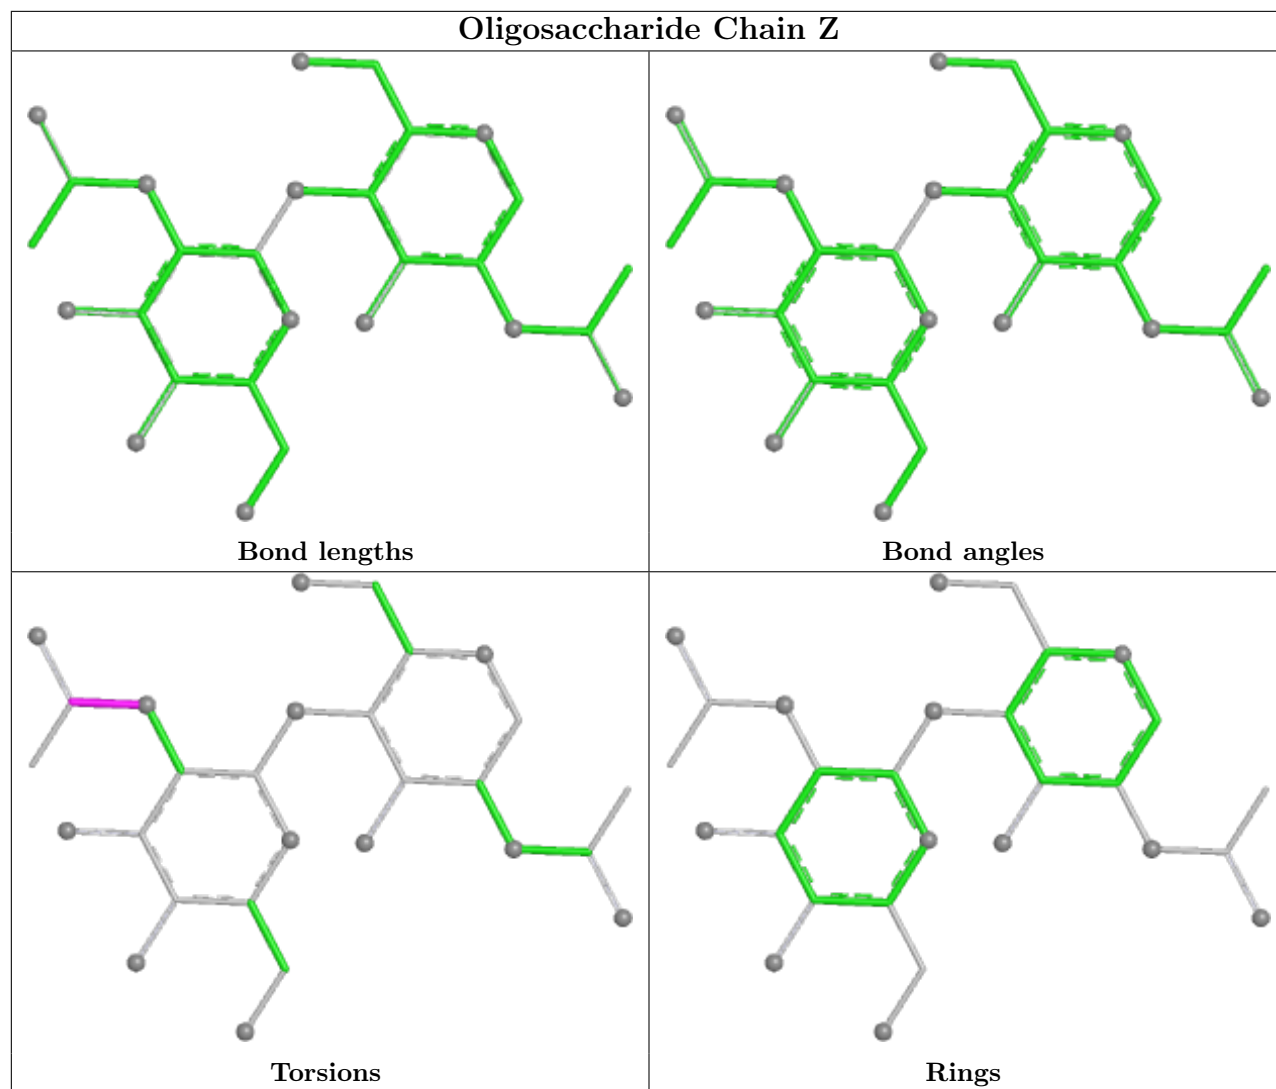 Oligosaccharide Chain Z
Bond lengths
Bond angles
Torsions
Rings